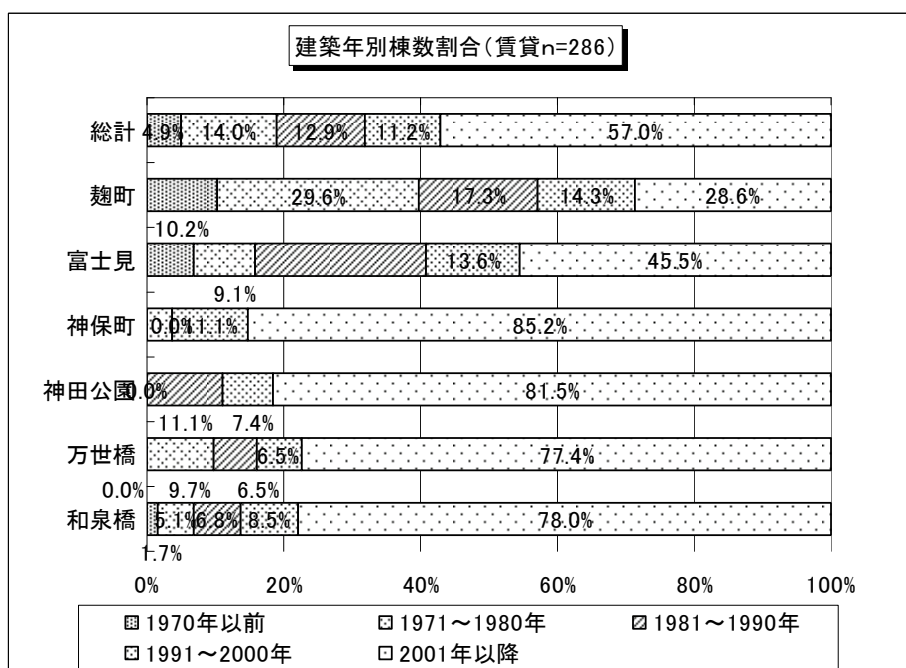 建築年別棟数割合（賃貸n=286）
総計
4.9% 14.0% 12.9% 11.2% 57.0%
麹町
29.6% 17.3% 14.3% 28.6%
10.2%
富士見
13.6% 45.5%
9.1%
神保町
0.0% 11.1% 85.2%
神田公園
0.0% 81.5%
11.1% 7.4%
万世橋
6.5% 77.4%
0.0% 9.7% 6.5%
和泉橋
5.1% 6.8% 8.5% 78.0%
1.7%
0% 20% 40% 60% 80% 100%
1970年以前 1971～1980年 1981～1990年
1991～2000年 2001年以降